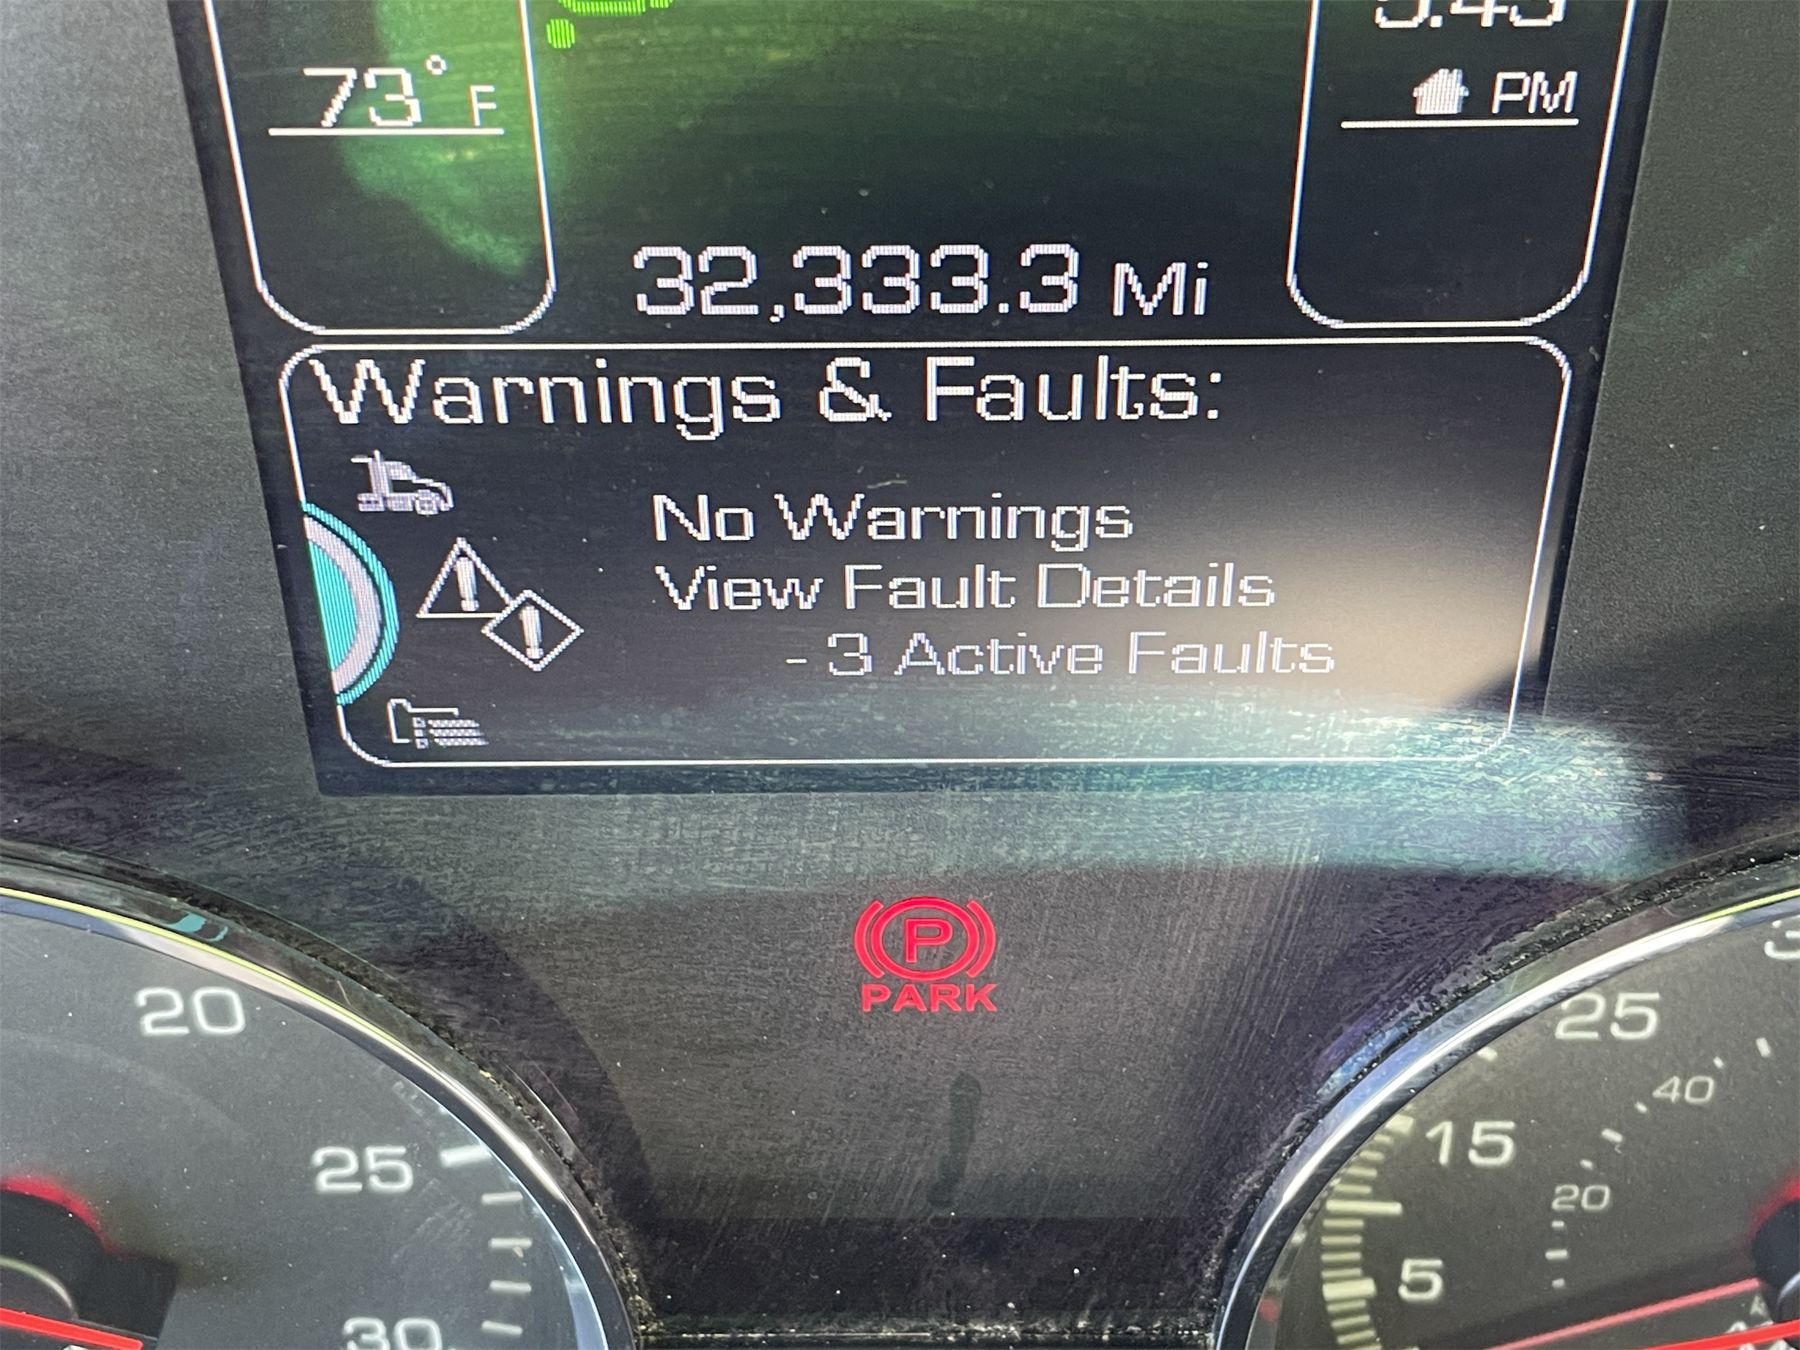 73° F
PM
32,333.3 Mi
Warnings & Faults:
No Warnings
View Fault Details
- 3 Active Faults
P
PARK
20
25
30
25
15
5
40
20